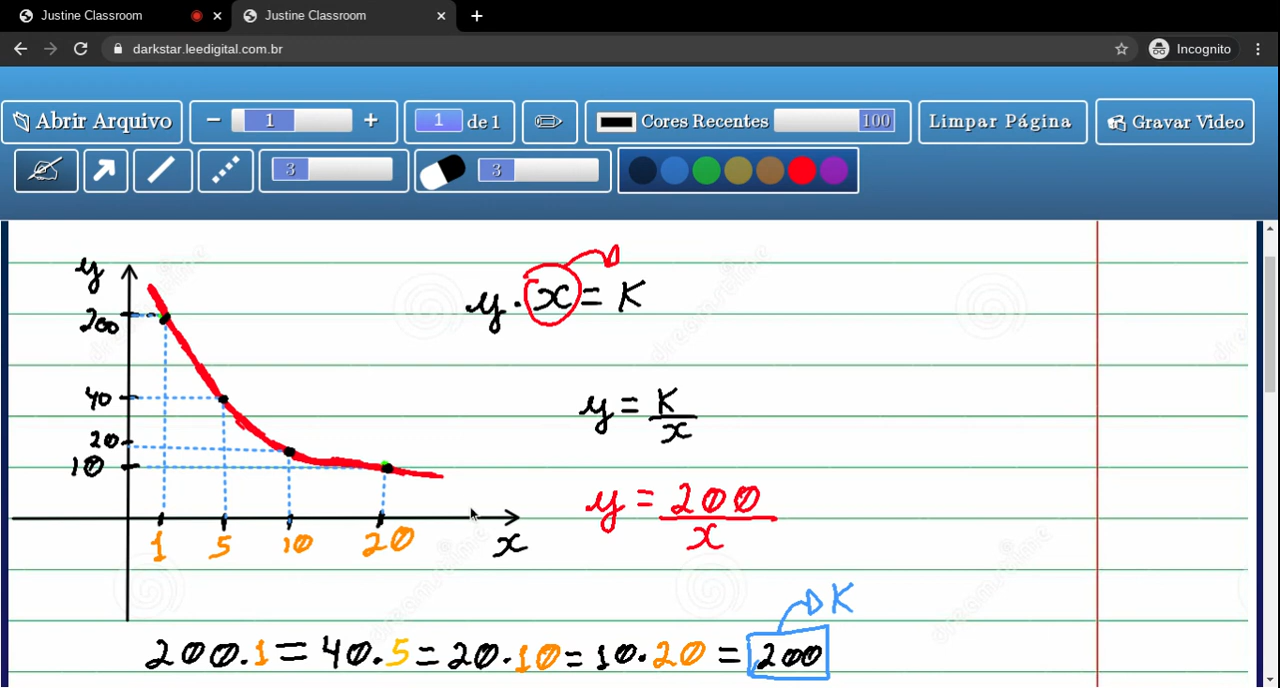 Justine Classroom
Justine Classroom
darkstar.leedigital.com.br
Incognito
Abrir Arquivo
− 1 +
1 de 1
Cores Recentes 100
Limpar Página
Gravar Video
3
3
y
200
40
20
10
1 5 10 20 x
y · x = K
y = K/x
y = 200/x
K
200.1 = 40.5 = 20.10 = 10.20 = 200
dreamstime